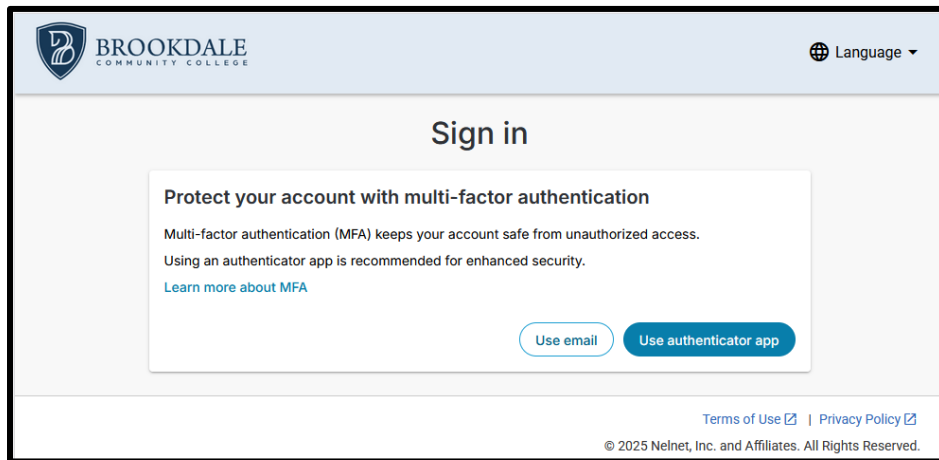 BROOKDALE
COMMUNITY COLLEGE
Language
Sign in
Protect your account with multi-factor authentication
Multi-factor authentication (MFA) keeps your account safe from unauthorized access.
Using an authenticator app is recommended for enhanced security.
Learn more about MFA
Use email
Use authenticator app
Terms of Use | Privacy Policy
© 2025 Nelnet, Inc. and Affiliates. All Rights Reserved.